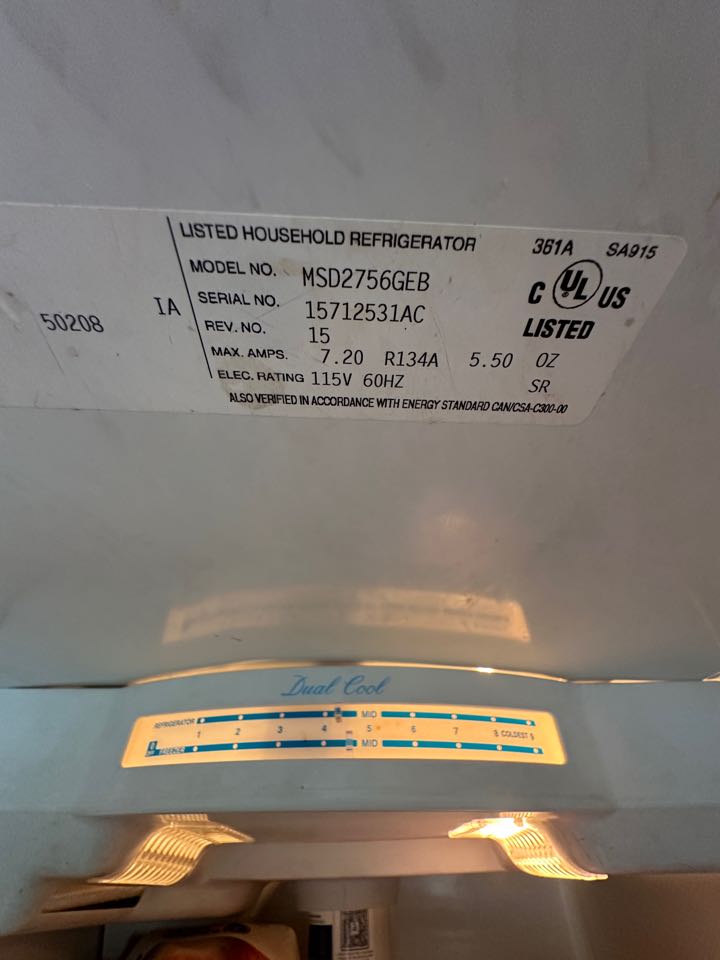 LISTED HOUSEHOLD REFRIGERATOR 361A SA915
MODEL NO. MSD2756GEB
SERIAL NO. 15712531AC
REV. NO. 15
MAX. AMPS. 7.20 R134A 5.50 OZ
ELEC. RATING 115V 60HZ SR
ALSO VERIFIED IN ACCORDANCE WITH ENERGY STANDARD CAN/CSA-C300-00
50208 IA
C UL US
LISTED
Dual Cool
REFRIGERATOR MID
1 2 3 4 5 6 7 8 COLDEST 9
FREEZER MID